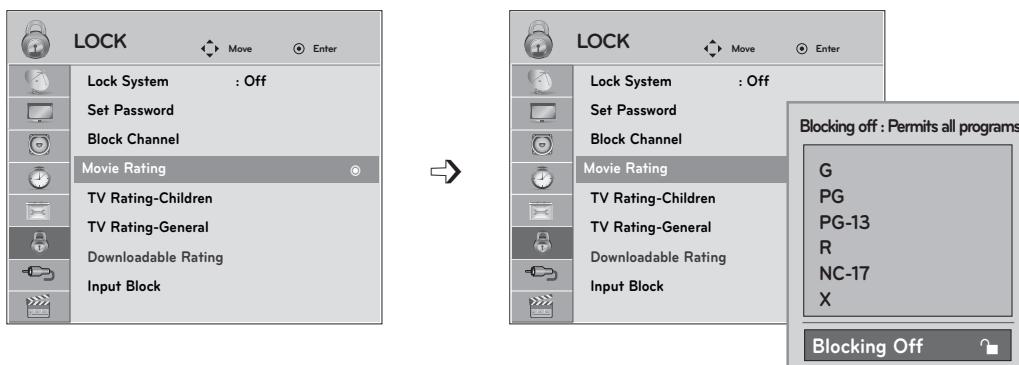 LOCK
Move
Enter
Lock System : Off
Set Password
Block Channel
Movie Rating
TV Rating-Children
TV Rating-General
Downloadable Rating
Input Block
LOCK
Move
Enter
Lock System : Off
Set Password
Block Channel
Movie Rating
TV Rating-Children
TV Rating-General
Downloadable Rating
Input Block
Blocking off : Permits all programs
G
PG
PG-13
R
NC-17
X
Blocking Off